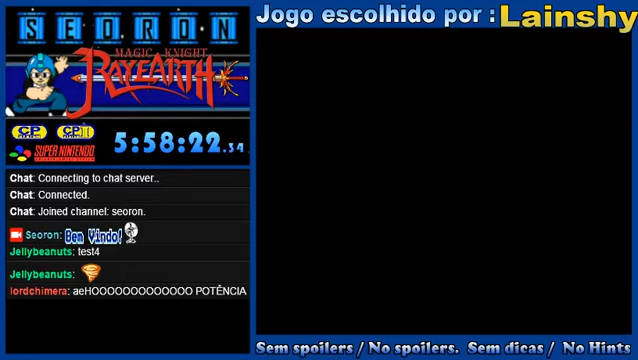 SEORON
Jogo escolhido por : Lainshy
MAGIC KNIGHT
RAYEARTH
CP
CP II
SUPER NINTENDO
5:58:22.34
Chat: Connecting to chat server..
Chat: Connected.
Chat: Joined channel: seoron.
Seoron: Bem Vindo!
Jellybeanuts: test4
Jellybeanuts:
lordchimera: aeHOOOOOOOOOOOOO POTÊNCIA
Sem spoilers / No spoilers. Sem dicas / No Hints